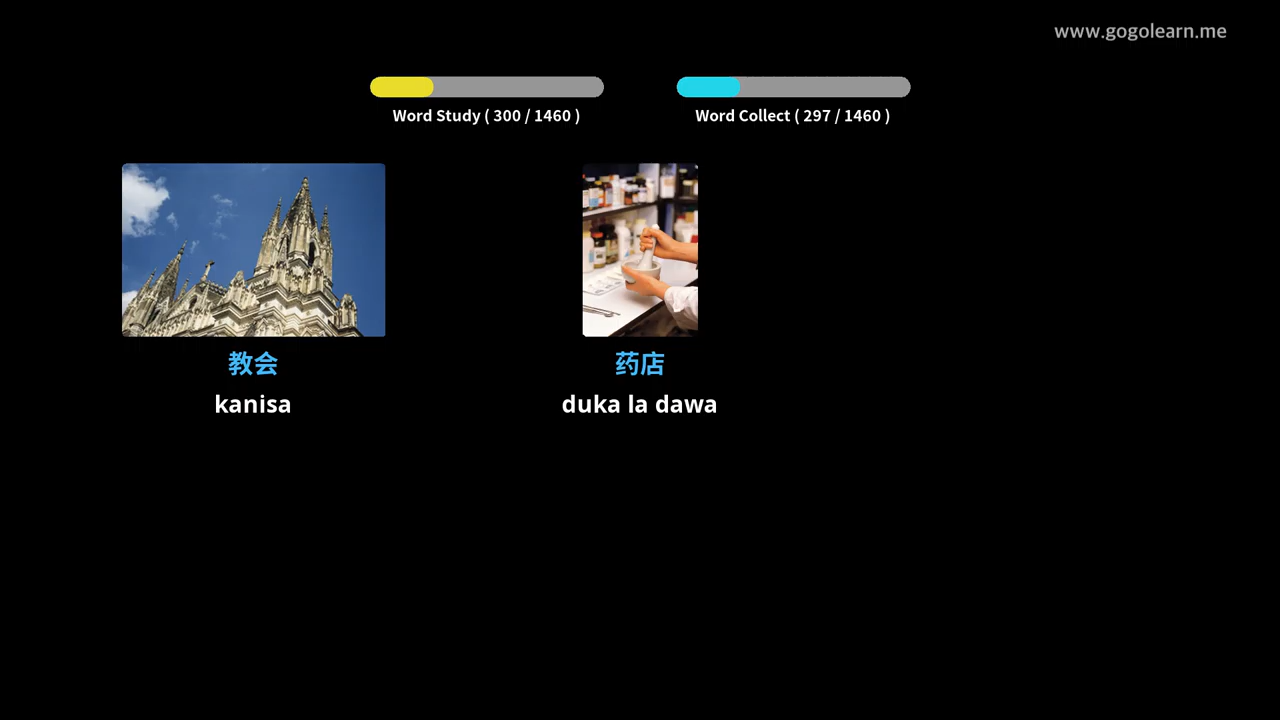 www.gogolearn.me
Word Study ( 300 / 1460 )
Word Collect ( 297 / 1460 )
教会
kanisa
药店
duka la dawa